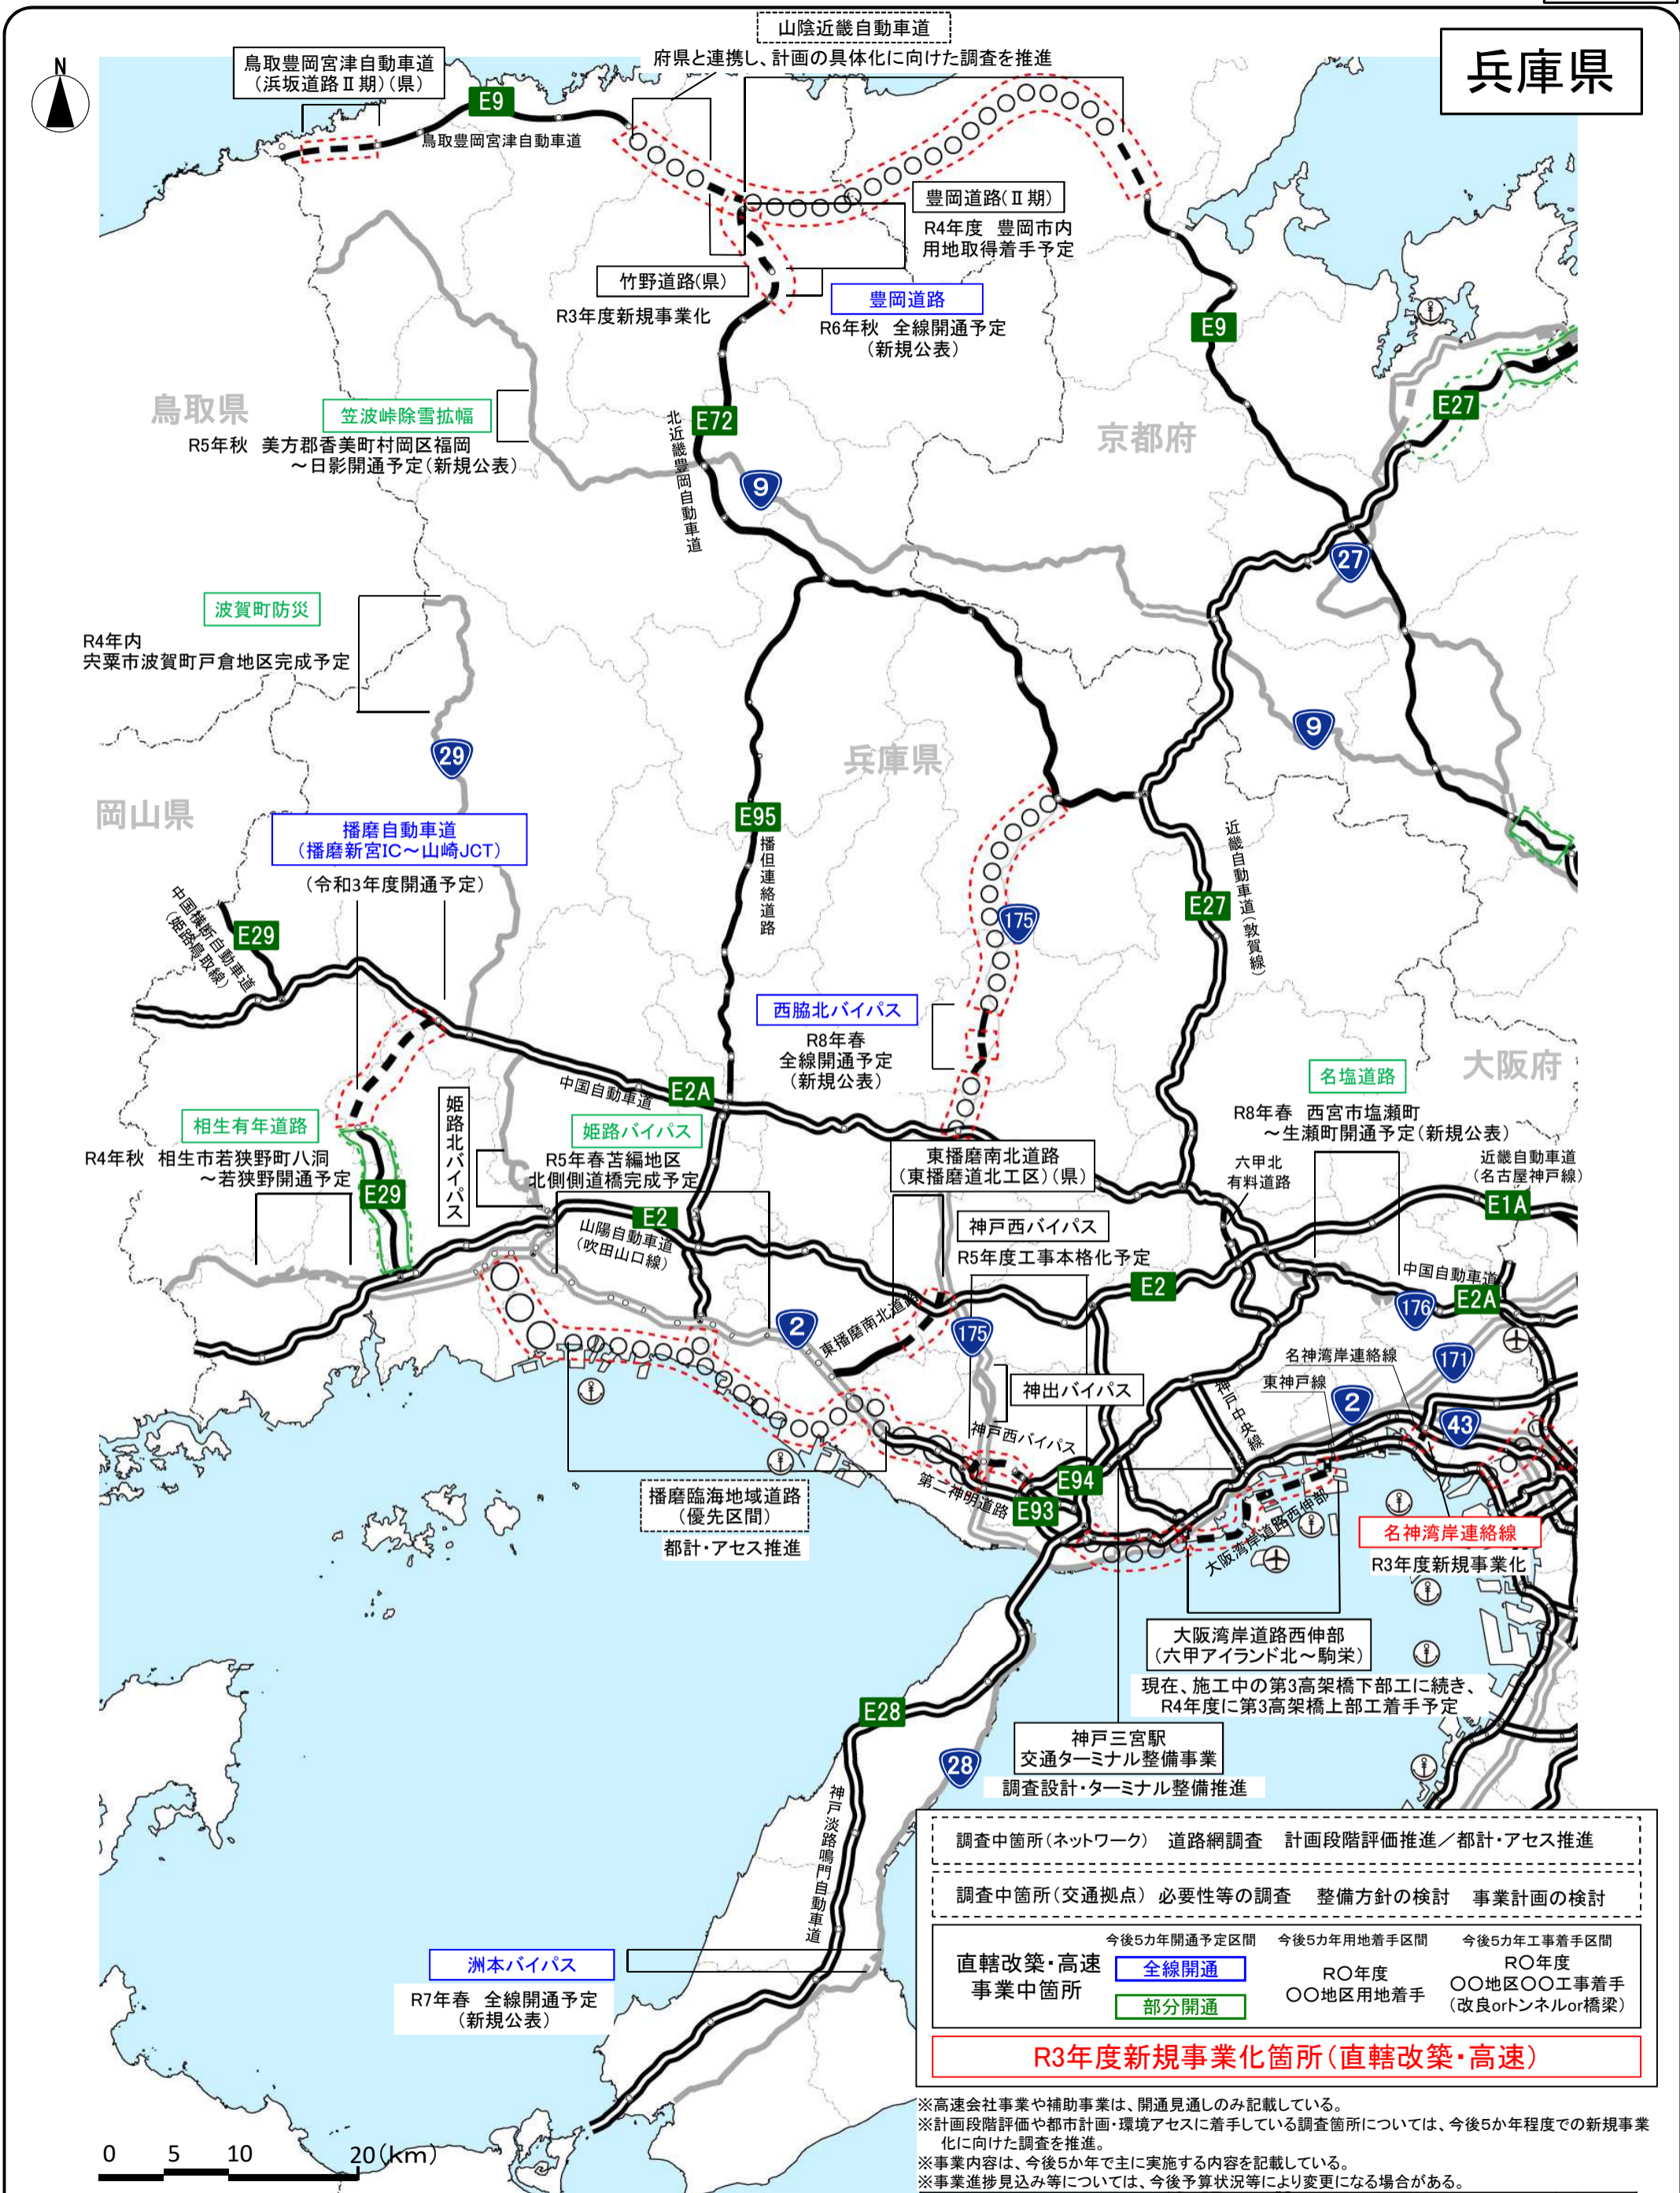 兵庫県
N
山陰近畿自動車道
府県と連携し、計画の具体化に向けた調査を推進
鳥取豊岡宮津自動車道
(浜坂道路Ⅱ期)(県)
E9
鳥取豊岡宮津自動車道
豊岡道路(Ⅱ期)
R4年度 豊岡市内
用地取得着手予定
竹野道路(県)
R3年度新規事業化
豊岡道路
R6年秋 全線開通予定
(新規公表)
E9
E27
鳥取県
笠波峠除雪拡幅
R5年秋 美方郡香美町村岡区福岡
～日影開通予定(新規公表)
E72
北近畿豊岡自動車道
9
京都府
27
波賀町防災
R4年内
宍粟市波賀町戸倉地区完成予定
29
兵庫県
9
岡山県
播磨自動車道
(播磨新宮IC～山崎JCT)
(令和3年度開通予定)
E95
播但連絡道路
近畿自動車道(敦賀線)
E27
175
中国横断自動車道
(姫路鳥取線)
E29
西脇北バイパス
R8年春
全線開通予定
(新規公表)
大阪府
名塩道路
R8年春 西宮市塩瀬町
～生瀬町開通予定(新規公表)
中国自動車道
E2A
姫路北バイパス
相生有年道路
R4年秋 相生市若狭野町八洞
～若狭野開通予定
E29
姫路バイパス
R5年春苫編地区
北側側道橋完成予定
東播磨南北道路
(東播磨道北工区)(県)
六甲北
有料道路
近畿自動車道
(名古屋神戸線)
E1A
E2
山陽自動車道
(吹田山口線)
神戸西バイパス
R5年度工事本格化予定
E2
中国自動車道
E2A
176
2
東播磨南北道路
175
171
名神湾岸連絡線
東神戸線
2
43
神出バイパス
神戸中央線
神戸西バイパス
E94
E93
第二神明道路
播磨臨海地域道路
(優先区間)
都計・アセス推進
大阪湾岸道路西伸部
名神湾岸連絡線
R3年度新規事業化
大阪湾岸道路西伸部
(六甲アイランド北～駒栄)
現在、施工中の第3高架橋下部工に続き、
R4年度に第3高架橋上部工着手予定
E28
28
神戸三宮駅
交通ターミナル整備事業
調査設計・ターミナル整備推進
神戸淡路鳴門自動車道
洲本バイパス
R7年春 全線開通予定
(新規公表)
調査中箇所(ネットワーク) 道路網調査 計画段階評価推進/都計・アセス推進
調査中箇所(交通拠点) 必要性等の調査 整備方針の検討 事業計画の検討
直轄改築・高速
事業中箇所
今後5カ年開通予定区間
全線開通
部分開通
今後5カ年用地着手区間
R〇年度
〇〇地区用地着手
今後5カ年工事着手区間
R〇年度
〇〇地区〇〇工事着手
(改良orトンネルor橋梁)
R3年度新規事業化箇所(直轄改築・高速)
※高速会社事業や補助事業は、開通見通しのみ記載している。
※計画段階評価や都市計画・環境アセスに着手している調査箇所については、今後5か年程度での新規事業
化に向けた調査を推進。
※事業内容は、今後5か年で主に実施する内容を記載している。
※事業進捗見込み等については、今後予算状況等により変更になる場合がある。
0 5 10 20(km)